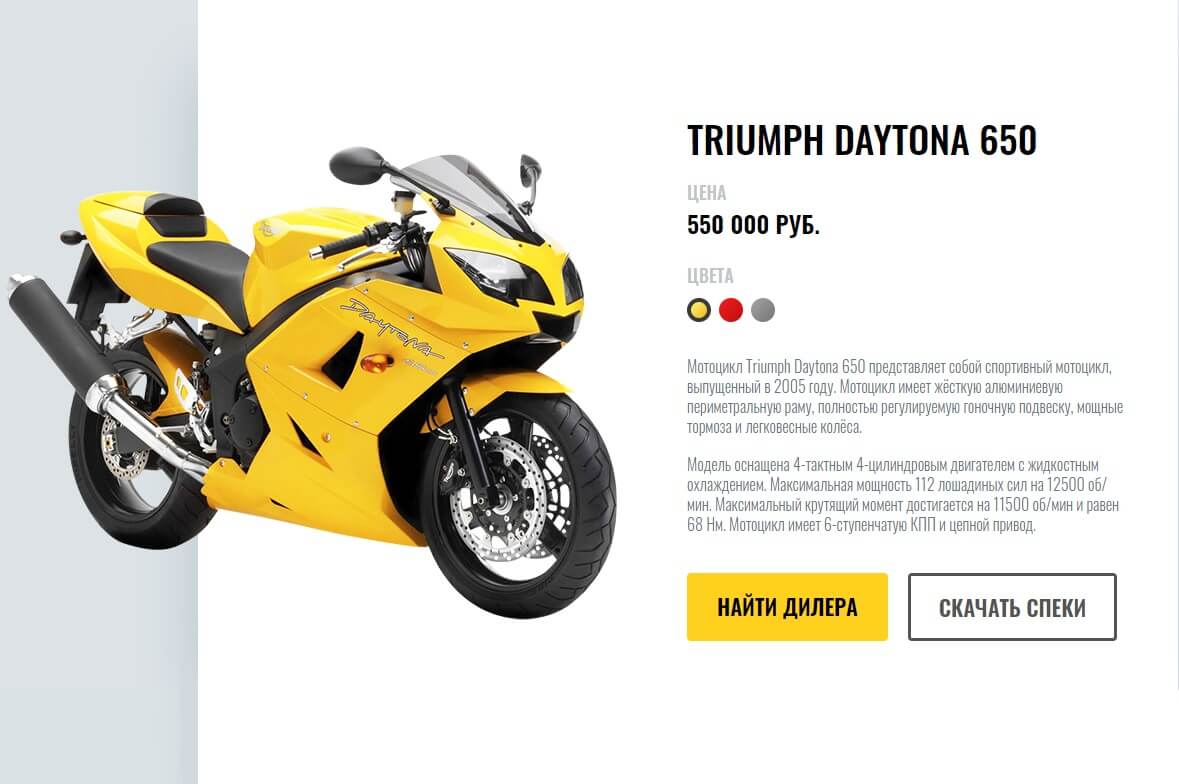 TRIUMPH DAYTONA 650
ЦЕНА
550 000 РУБ.
ЦВЕТА
Мотоцикл Triumph Daytona 650 представляет собой спортивный мотоцикл,
выпущенный в 2005 году. Мотоцикл имеет жёсткую алюминиевую
периметральную раму, полностью регулируемую гоночную подвеску, мощные
тормоза и легковесные колёса.
Модель оснащена 4-тактным 4-цилиндровым двигателем с жидкостным
охлаждением. Максимальная мощность 112 лошадиных сил на 12500 об/
мин. Максимальный крутящий момент достигается на 11500 об/мин и равен
68 Нм. Мотоцикл имеет 6-ступенчатую КПП и цепной привод.
НАЙТИ ДИЛЕРА
СКАЧАТЬ СПЕКИ
DAYTONA